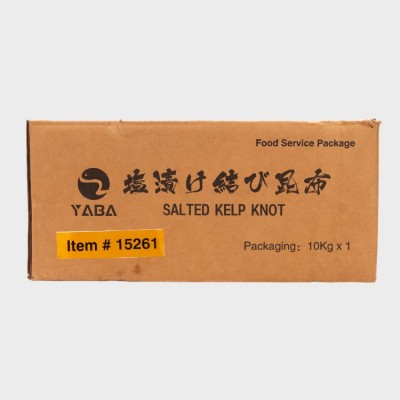 Food Service Package
塩漬け結び昆布
YABA
SALTED KELP KNOT
Item # 15261
Packaging: 10Kg x 1